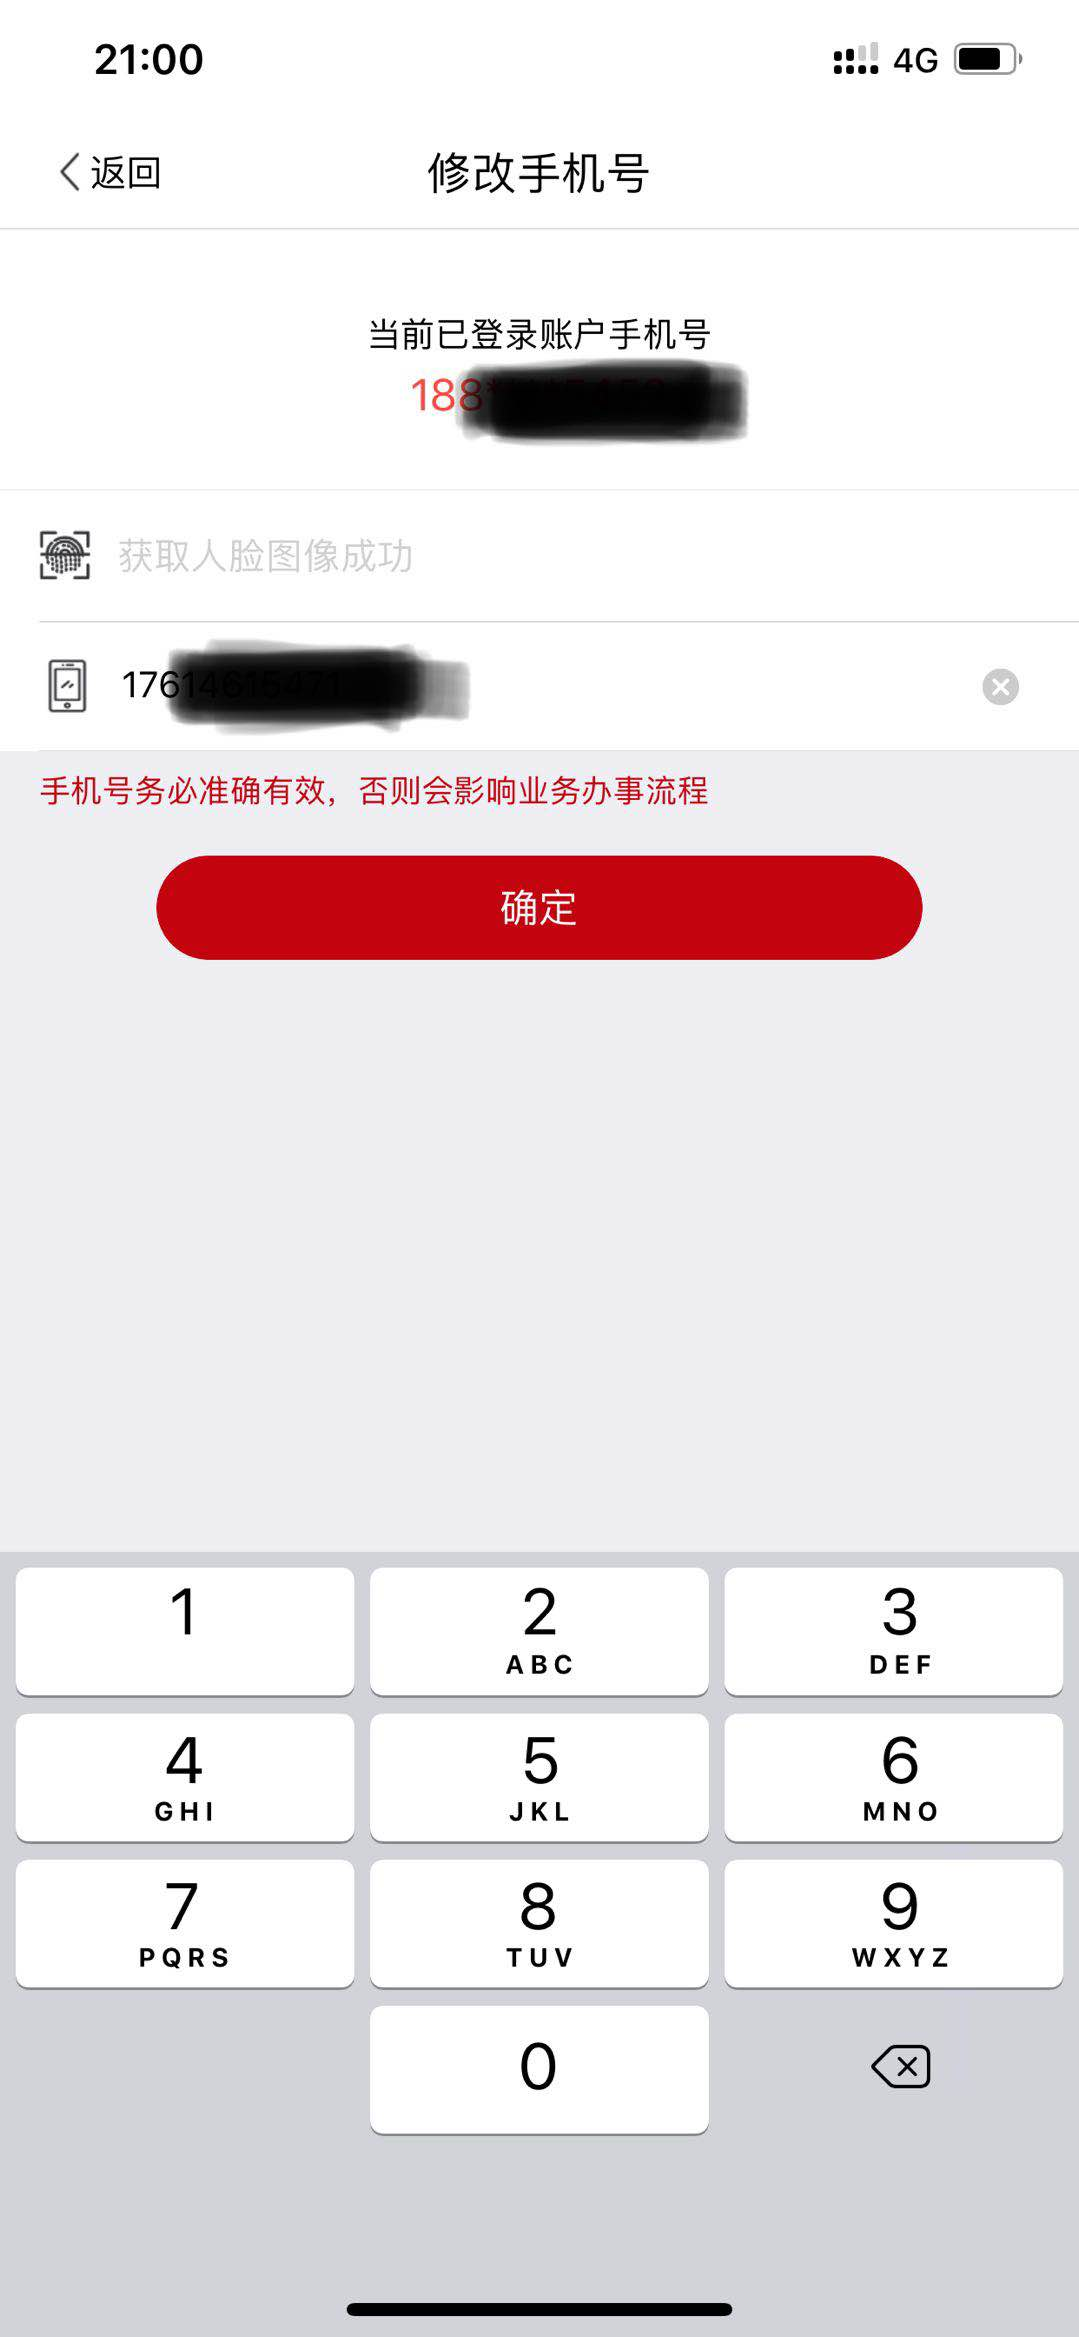 21:00
4G
返回
修改手机号
当前已登录账户手机号
188*
获取人脸图像成功
176
手机号务必准确有效，否则会影响业务办事流程
确定
1
2
3
ABC
DEF
4
5
6
GHI
JKL
MNO
7
8
9
PQRS
TUV
WXYZ
0